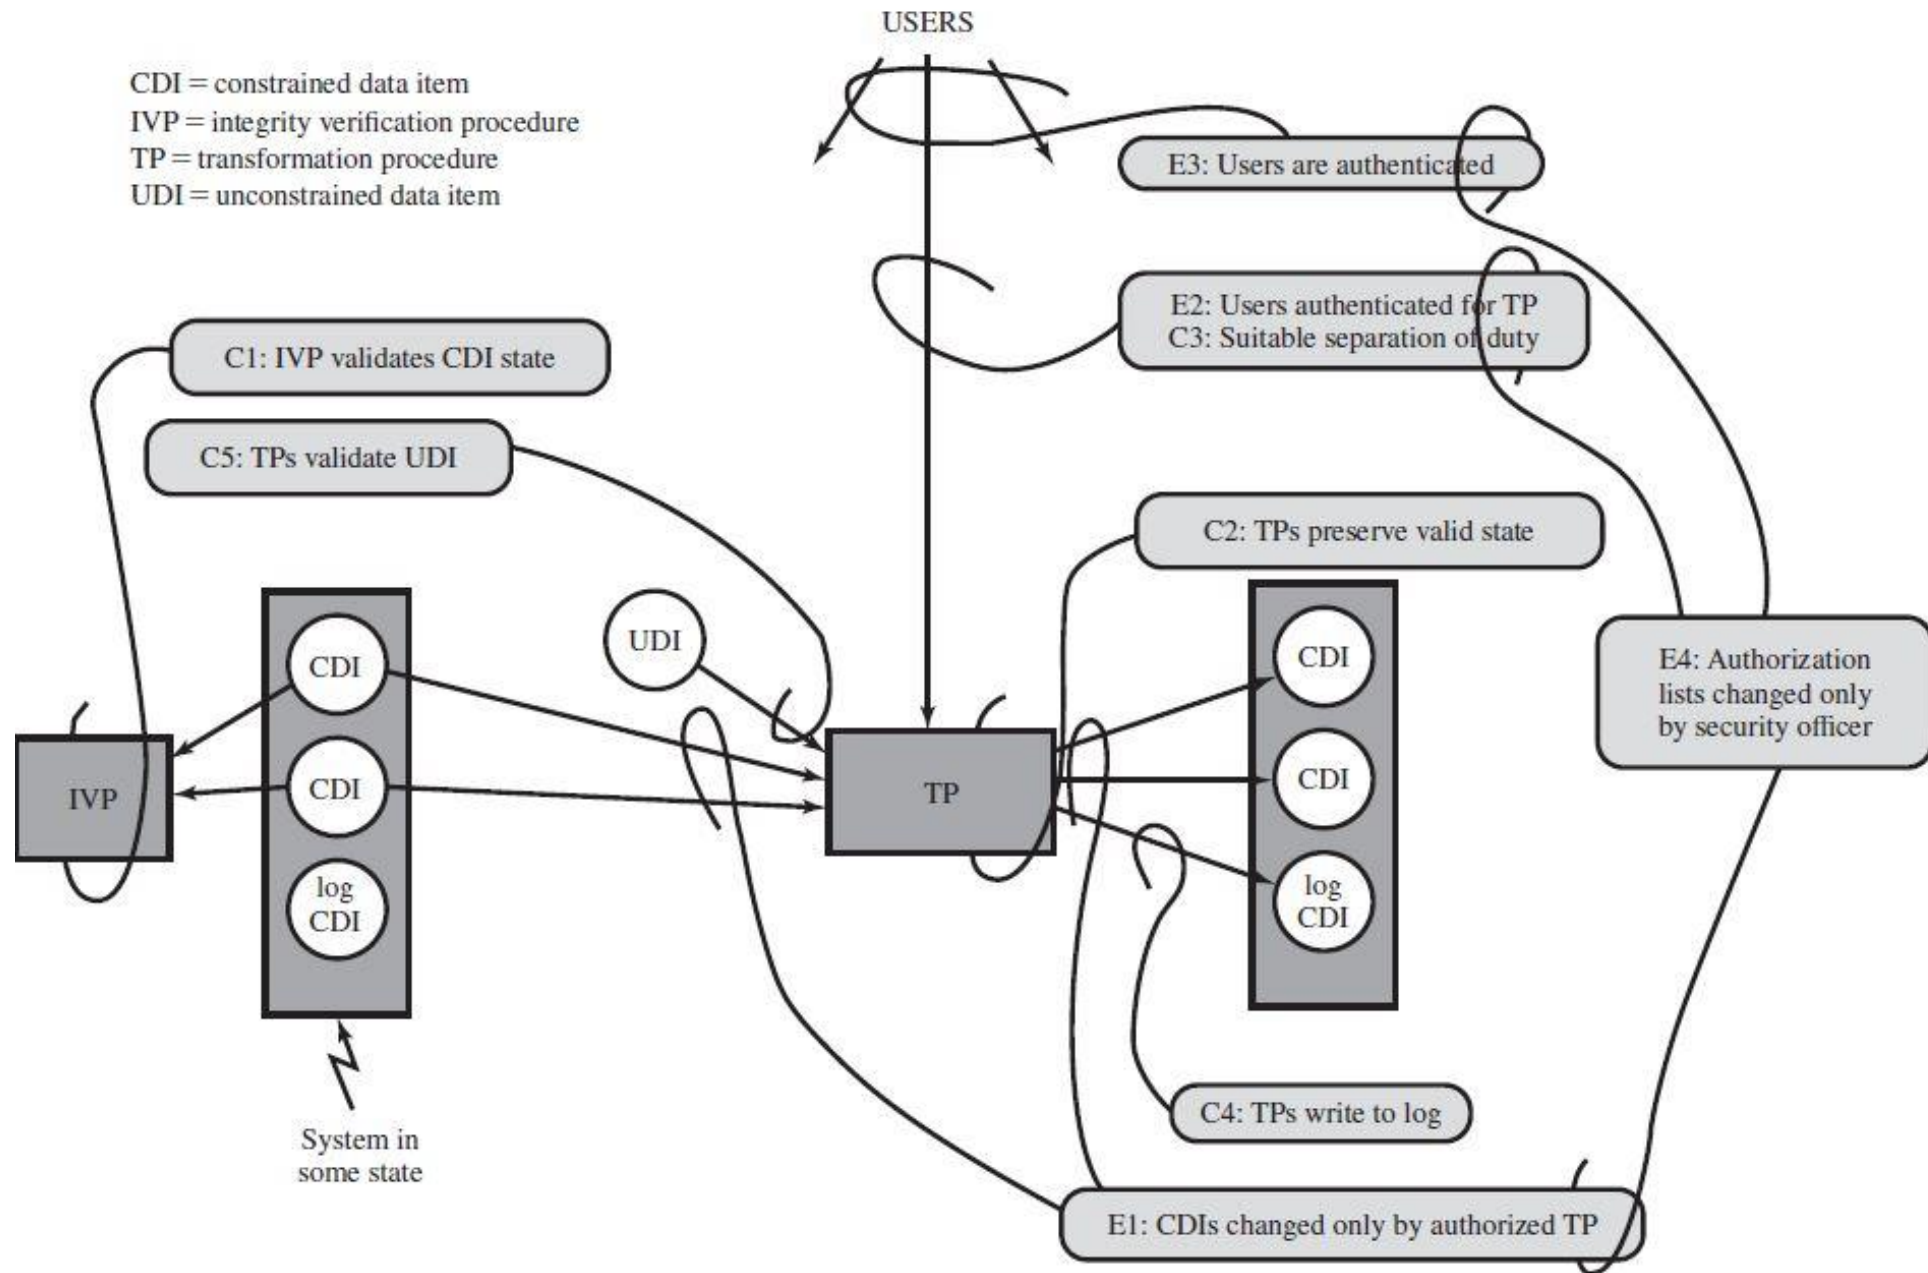 USERS
CDI = constrained data item
IVP = integrity verification procedure
TP = transformation procedure
UDI = unconstrained data item
E3: Users are authenticated
E2: Users authenticated for TP
C3: Suitable separation of duty
C1: IVP validates CDI state
C5: TPs validate UDI
C2: TPs preserve valid state
CDI
UDI
CDI
E4: Authorization
lists changed only
by security officer
IVP
CDI
TP
CDI
log
CDI
log
CDI
C4: TPs write to log
System in
some state
E1: CDIs changed only by authorized TP